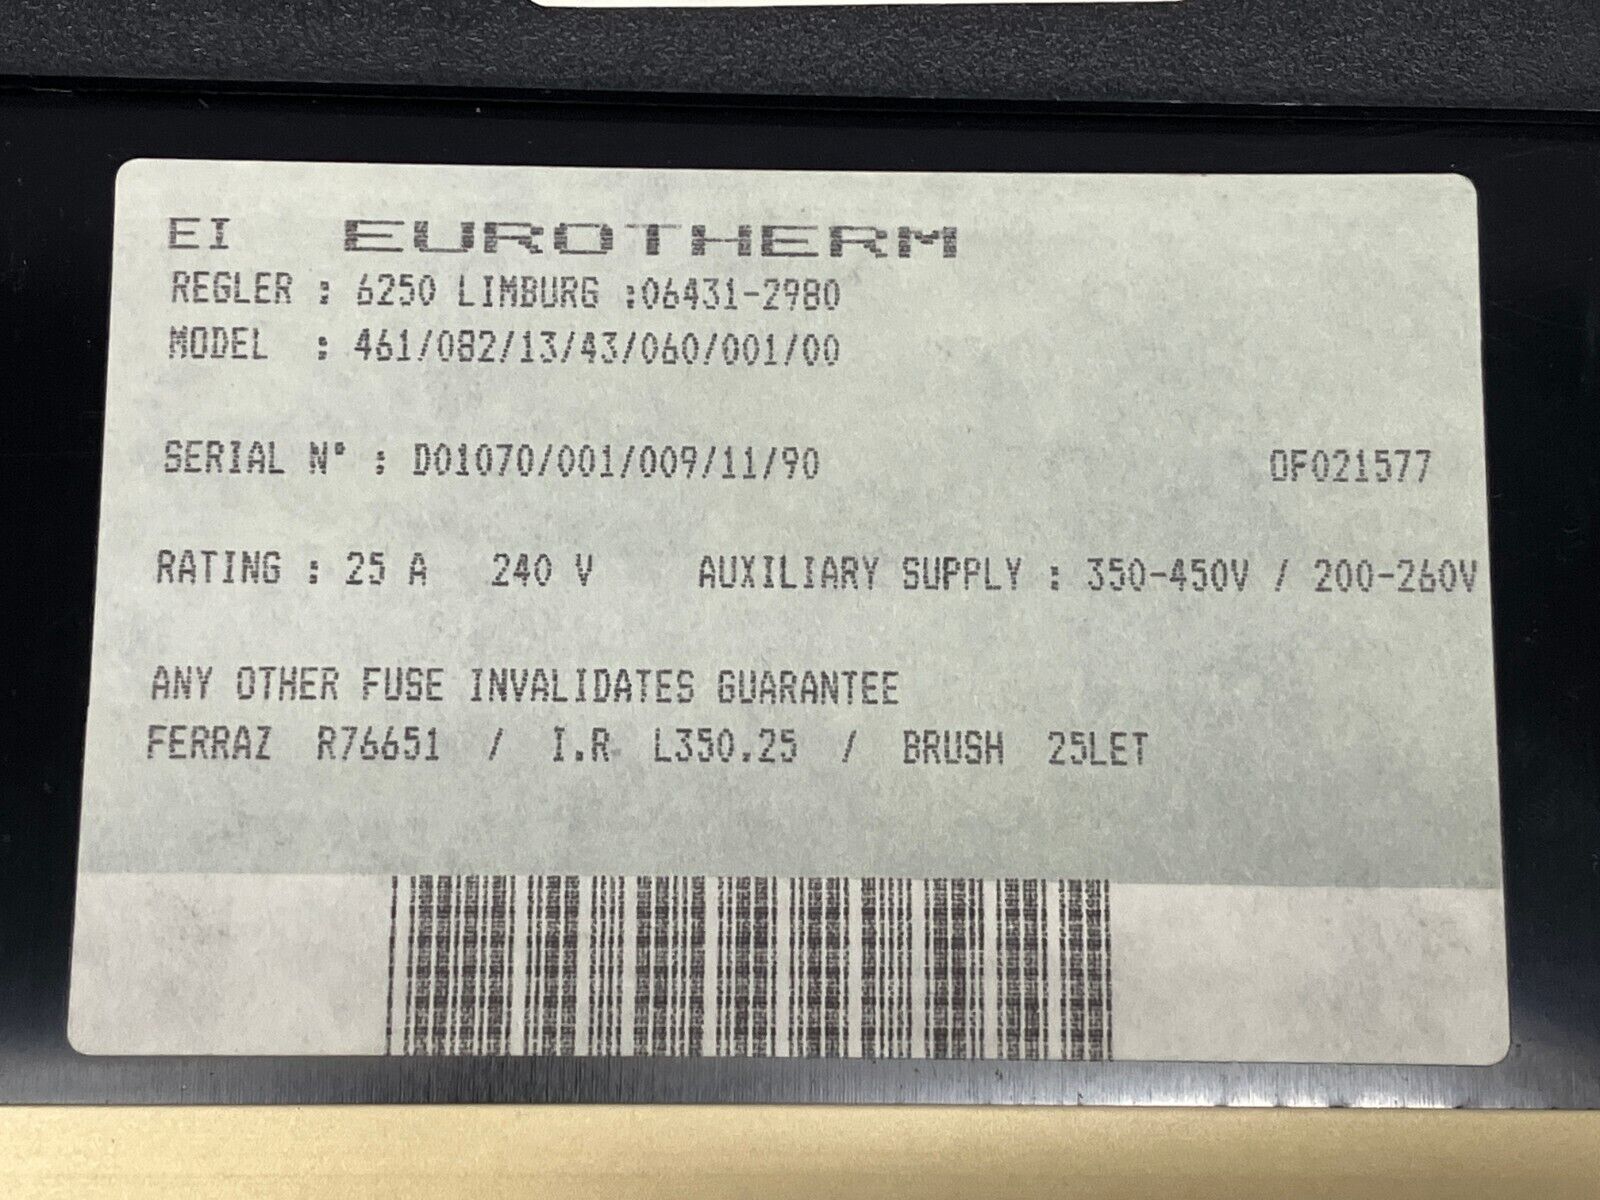 EI EUROTHERM
REGLER : 6250 LIMBURG :06431-2980
MODEL : 461/082/13/43/060/001/00
SERIAL N° : D01070/001/009/11/90 OF021577
RATING : 25 A 240 V AUXILIARY SUPPLY : 350-450V / 200-260V
ANY OTHER FUSE INVALIDATES GUARANTEE
FERRAZ R76651 / I.R L350.25 / BRUSH 25LET